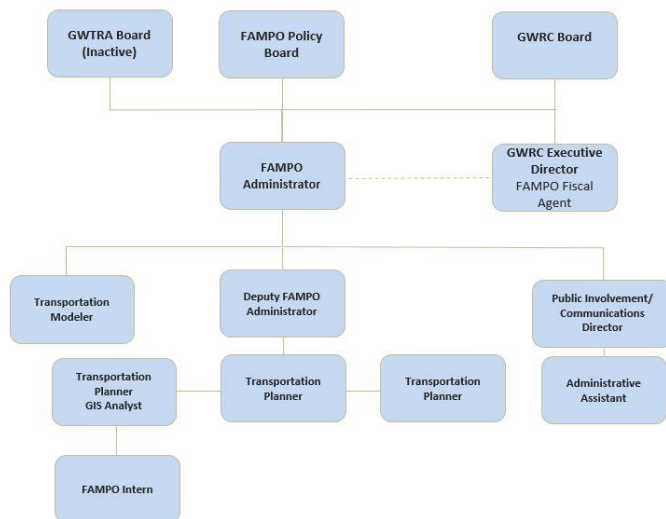 GWTRA Board
(Inactive)
FAMPO Policy
Board
GWRC Board
FAMPO
Administrator
GWRC Executive
Director
FAMPO Fiscal
Agent
Transportation
Modeler
Deputy FAMPO
Administrator
Public Involvement/
Communications
Director
Transportation
Planner
GIS Analyst
Transportation
Planner
Transportation
Planner
Administrative
Assistant
FAMPO Intern